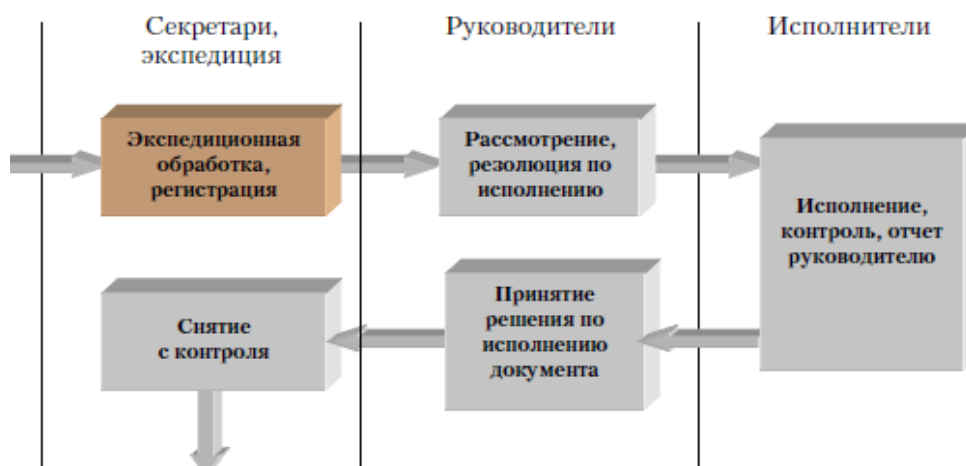 Секретари,
экспедиция
Руководители
Исполнители
Экспедиционная
обработка,
регистрация
Рассмотрение,
резолюция по
исполнению
Исполнение,
контроль, отчет
руководителю
Принятие
решения по
исполнению
документа
Снятие
с контроля